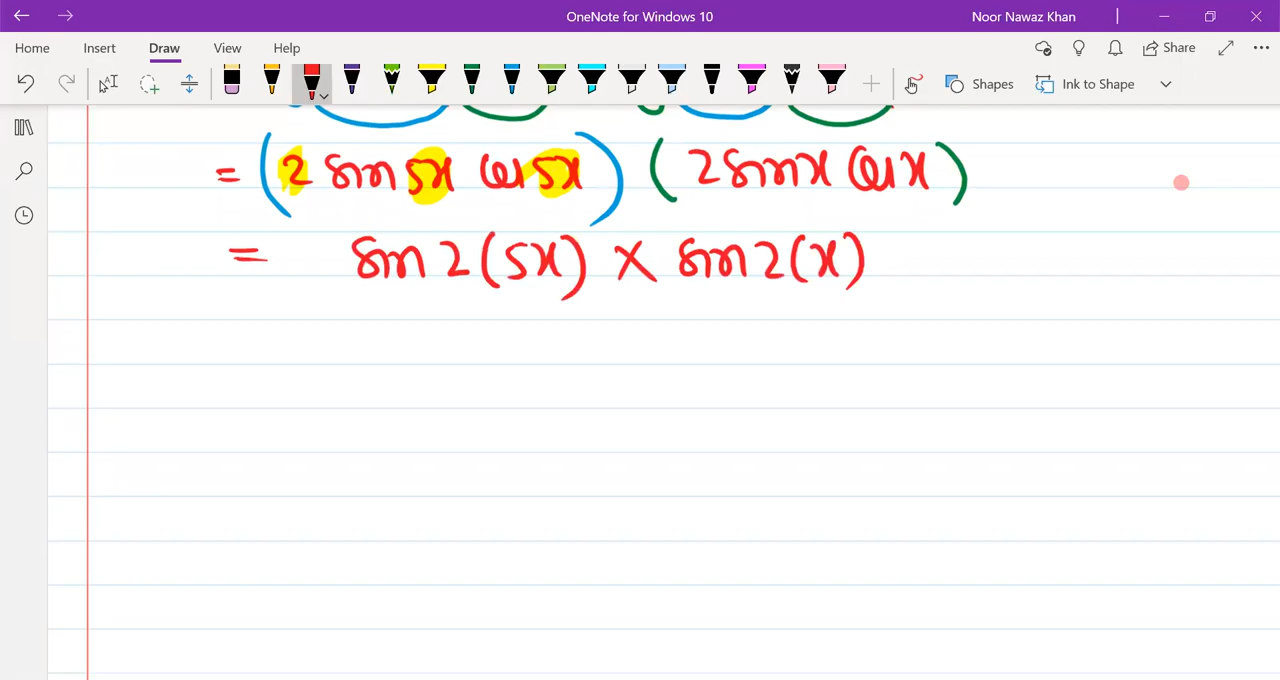 OneNote for Windows 10
Noor Nawaz Khan
Home Insert Draw View Help Share
Shapes Ink to Shape
= (2 sin 5x cos 5x) (2 sin x cos x)
= sin 2(5x) × sin 2(x)